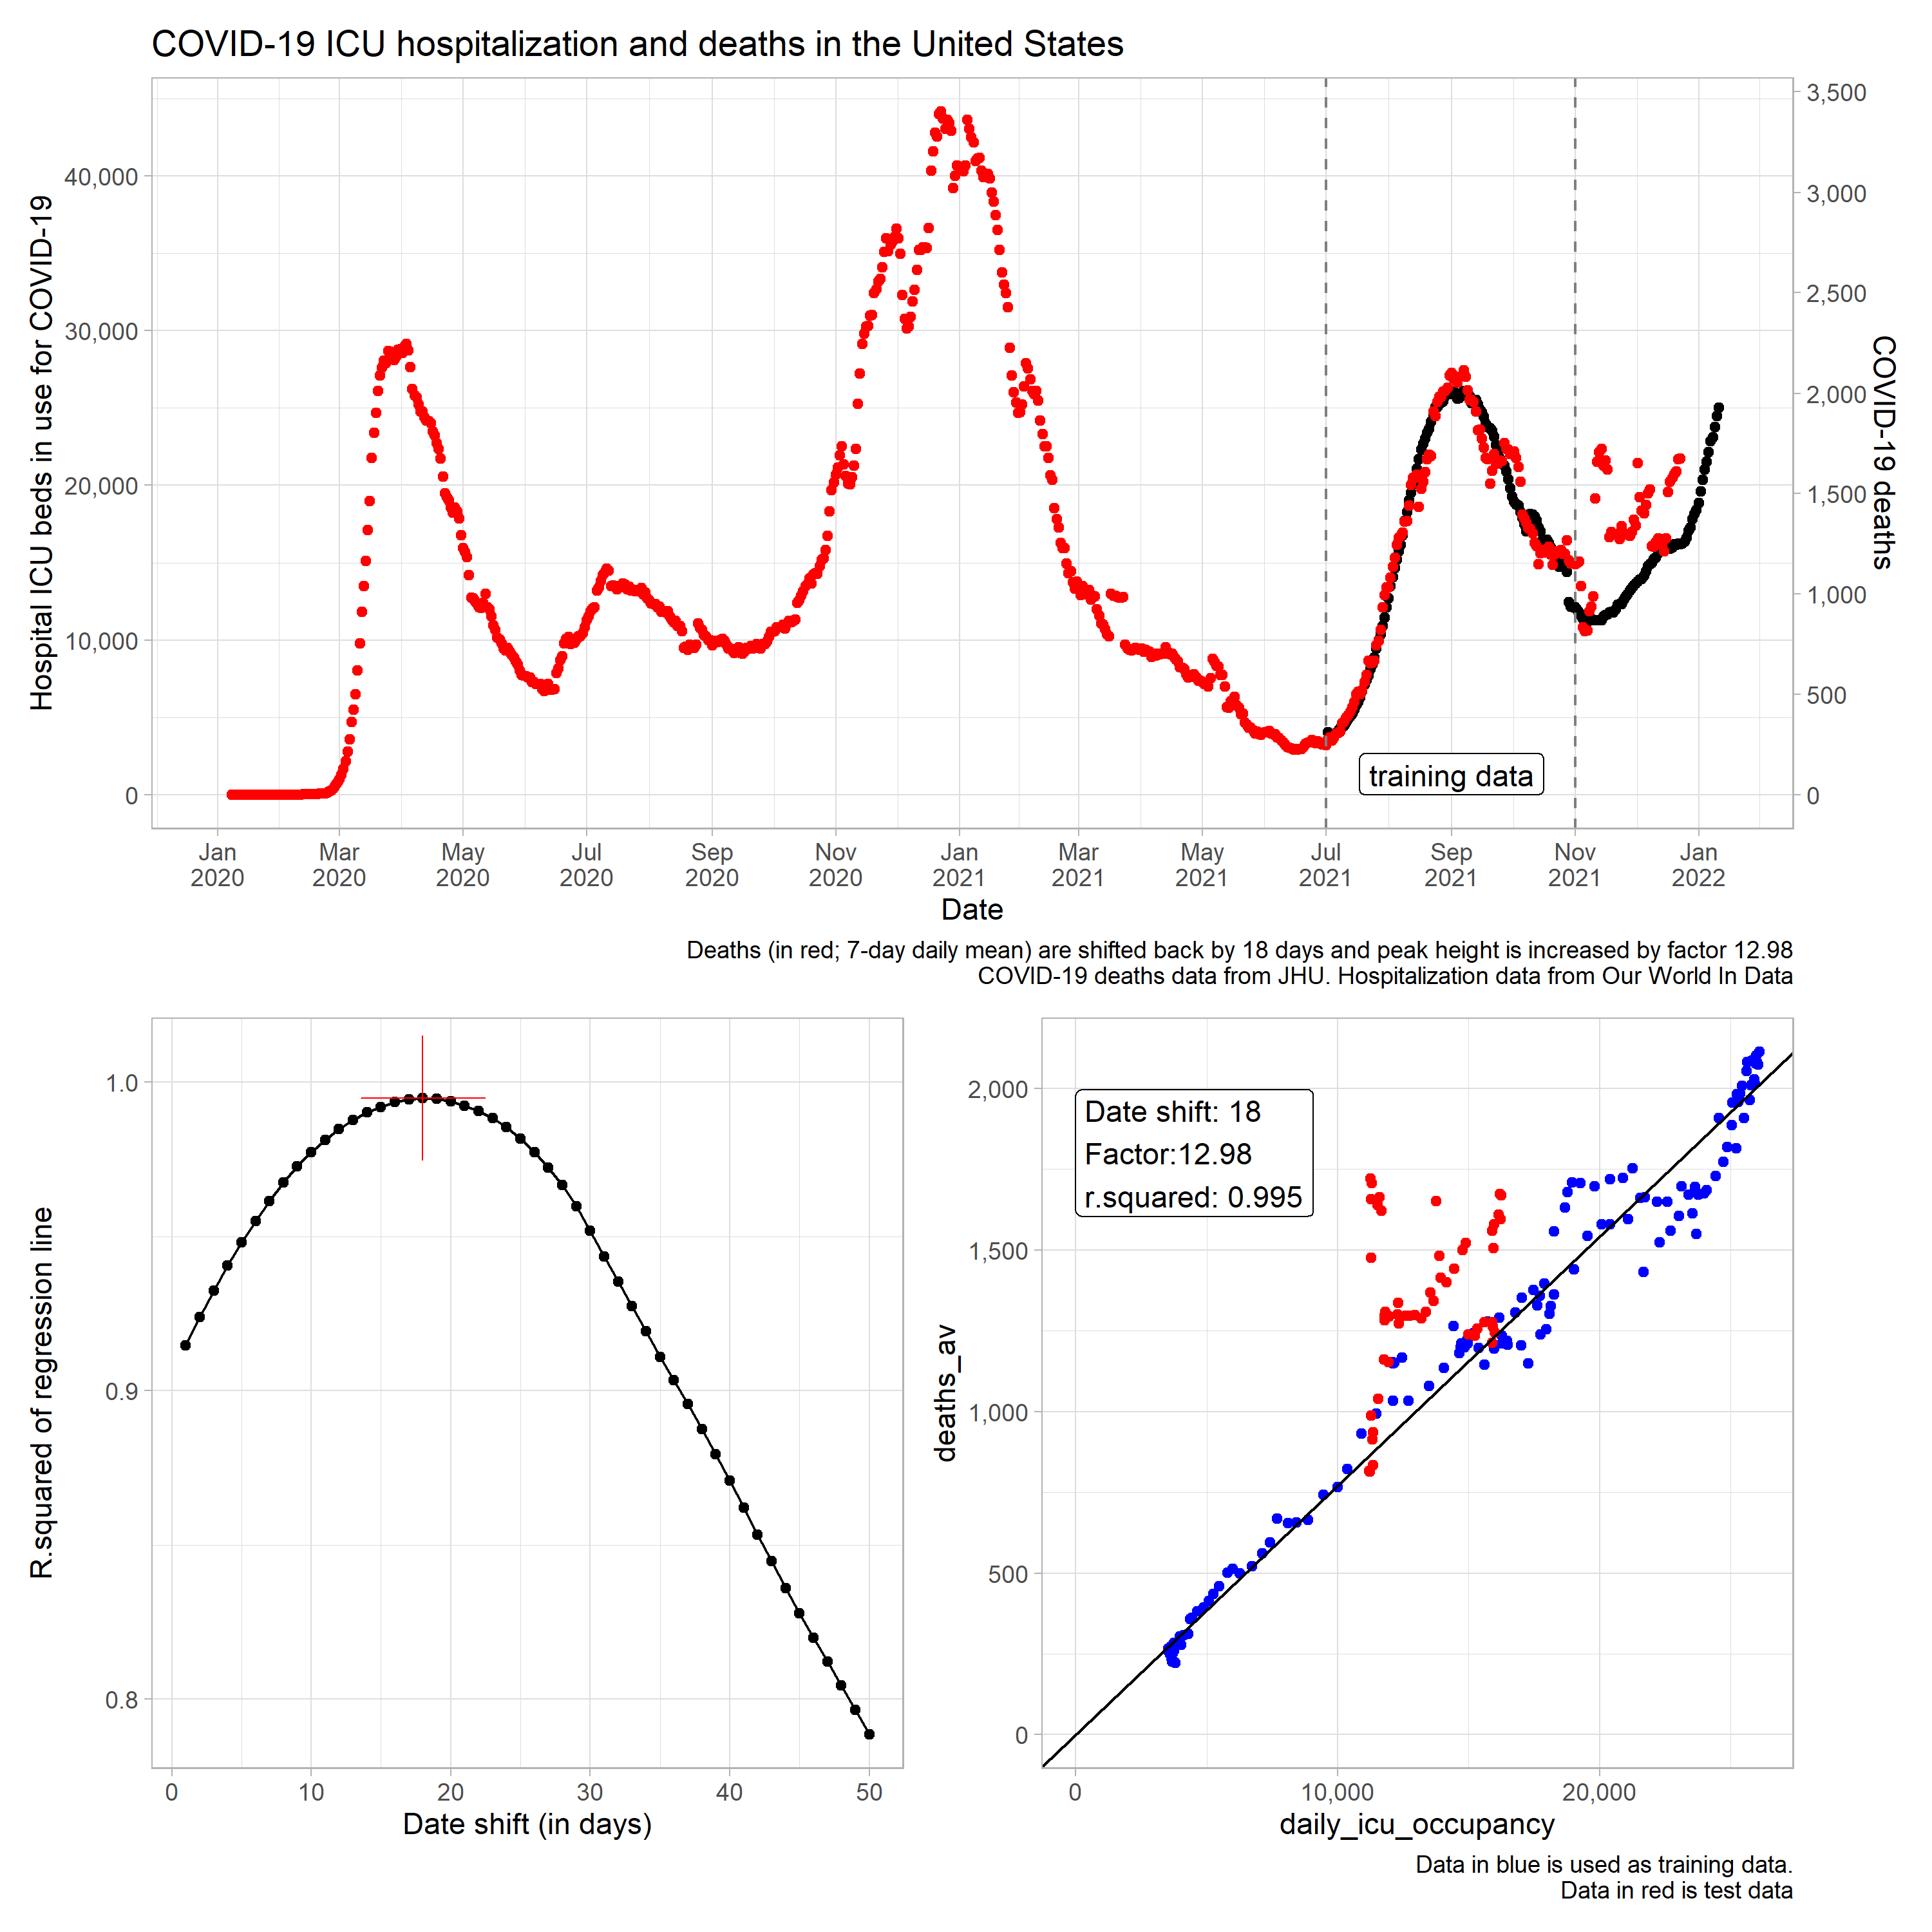 COVID-19 ICU hospitalization and deaths in the United States
Hospital ICU beds in use for COVID-19
40,000
30,000
20,000
10,000
0
3,500
3,000
2,500
2,000
1,500
1,000
500
0
COVID-19 deaths
training data
Jan Mar May Jul Sep Nov Jan Mar May Jul Sep Nov Jan
2020 2020 2020 2020 2020 2020 2021 2021 2021 2021 2021 2021 2022
Date
Deaths (in red; 7-day daily mean) are shifted back by 18 days and peak height is increased by factor 12.98
COVID-19 deaths data from JHU. Hospitalization data from Our World In Data
R.squared of regression line
1.0
0.9
0.8
0 10 20 30 40 50
Date shift (in days)
deaths_av
2,000
1,500
1,000
500
0
Date shift: 18
Factor:12.98
r.squared: 0.995
0 10,000 20,000
daily_icu_occupancy
Data in blue is used as training data.
Data in red is test data